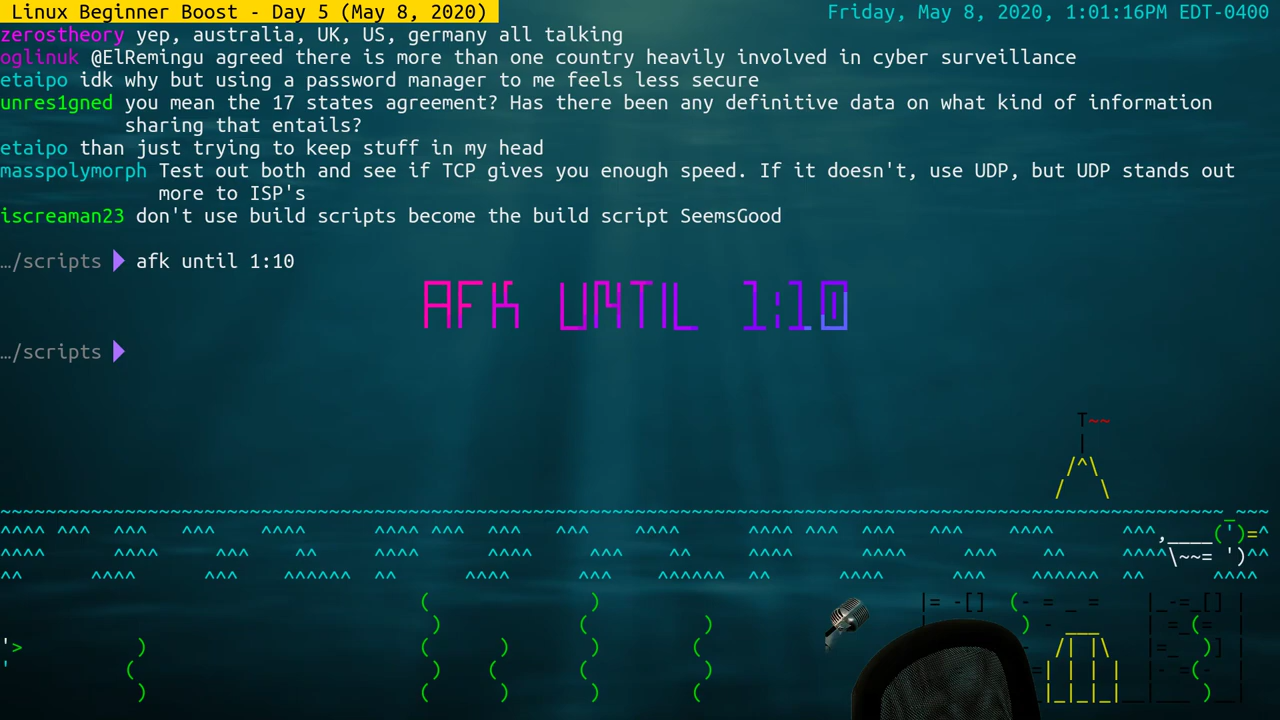 Linux Beginner Boost - Day 5 (May 8, 2020)
Friday, May 8, 2020, 1:01:16PM EDT-0400
zerostheory yep, australia, UK, US, germany all talking
oglinuk @ElRemingu agreed there is more than one country heavily involved in cyber surveillance
etaipo idk why but using a password manager to me feels less secure
unres1gned you mean the 17 states agreement? Has there been any definitive data on what kind of information
sharing that entails?
etaipo than just trying to keep stuff in my head
masspolymorph Test out both and see if TCP gives you enough speed. If it doesn't, use UDP, but UDP stands out
more to ISP's
iscreaman23 don't use build scripts become the build script SeemsGood
…/scripts afk until 1:10
AFK UNTIL 1:10
…/scripts